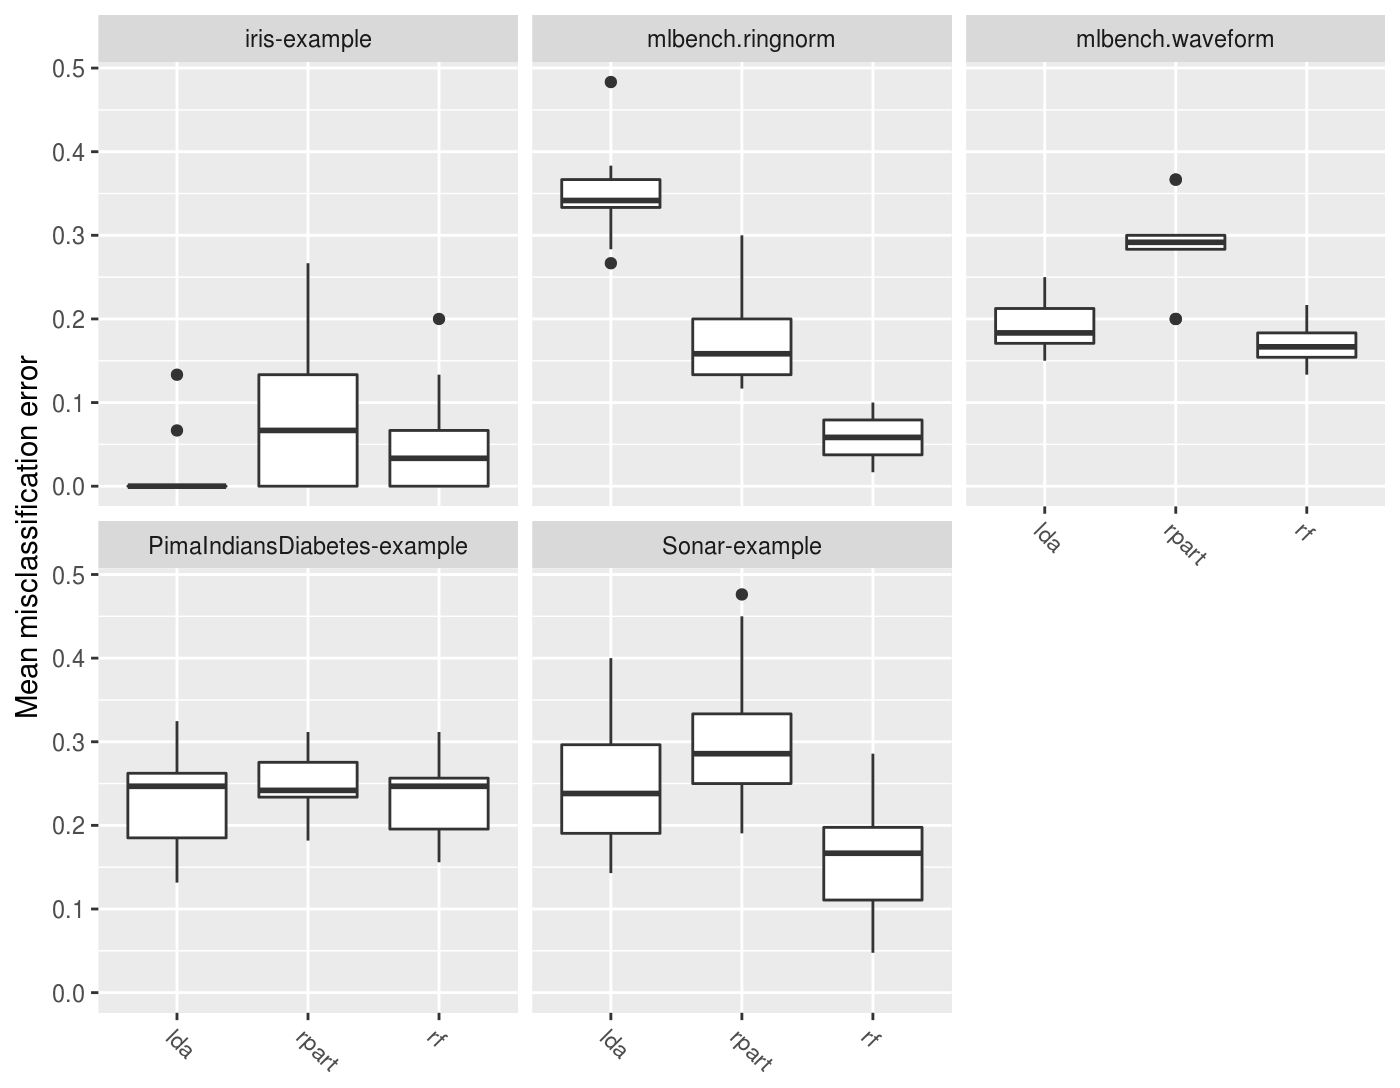 iris-example
mlbench.ringnorm
mlbench.waveform
0.5
0.4
0.3
0.2
0.1
0.0
lda
rpart
rf
PimaIndiansDiabetes-example
Sonar-example
0.5
0.4
0.3
0.2
0.1
0.0
lda
rpart
rf
lda
rpart
rf
Mean misclassification error